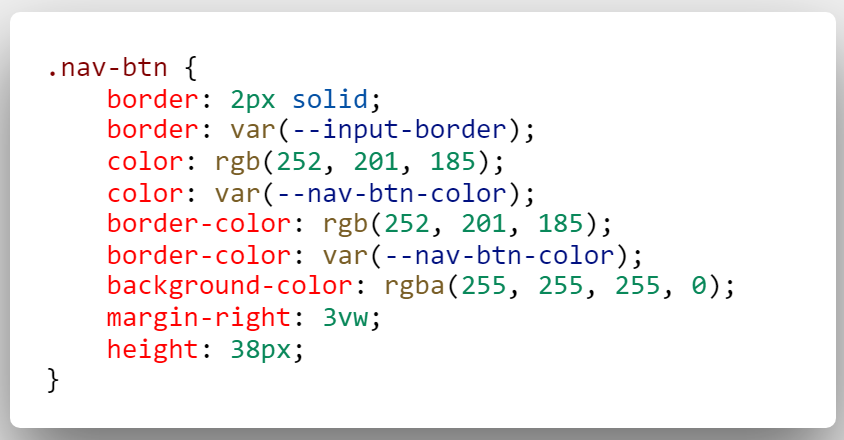 .nav-btn {
    border: 2px solid;
    border: var(--input-border);
    color: rgb(252, 201, 185);
    color: var(--nav-btn-color);
    border-color: rgb(252, 201, 185);
    border-color: var(--nav-btn-color);
    background-color: rgba(255, 255, 255, 0);
    margin-right: 3vw;
    height: 38px;
}